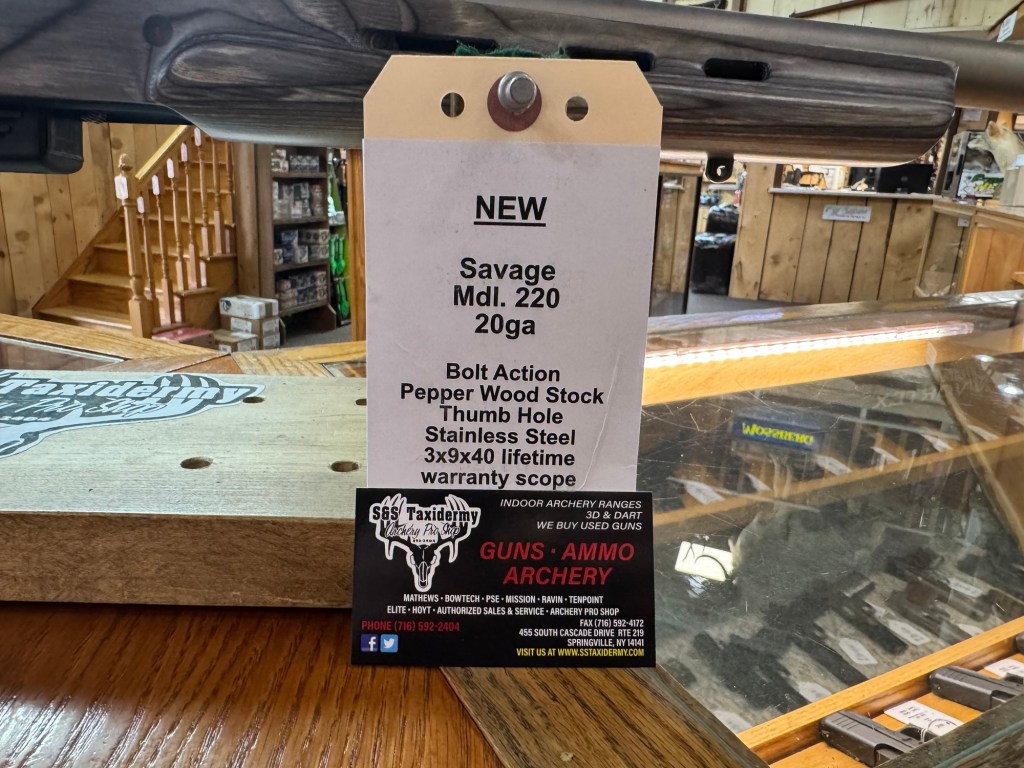 NEW
Savage
Mdl. 220
20ga
Bolt Action
Pepper Wood Stock
Thumb Hole
Stainless Steel
3x9x40 lifetime
warranty scope
Taxidermy
MOSSBERG
S&S Taxidermy
Archery Pro Shop
INDOOR ARCHERY RANGES
3D & DART
WE BUY USED GUNS
GUNS · AMMO
ARCHERY
MATHEWS · BOWTECH · PSE · MISSION · RAVIN · TENPOINT
ELITE · HOYT · AUTHORIZED SALES & SERVICE · ARCHERY PRO SHOP
PHONE (716) 592-2404
FAX (716) 592-4172
455 SOUTH CASCADE DRIVE RTE 219
SPRINGVILLE, NY 14141
VISIT US AT WWW.SSTAXIDERMY.COM